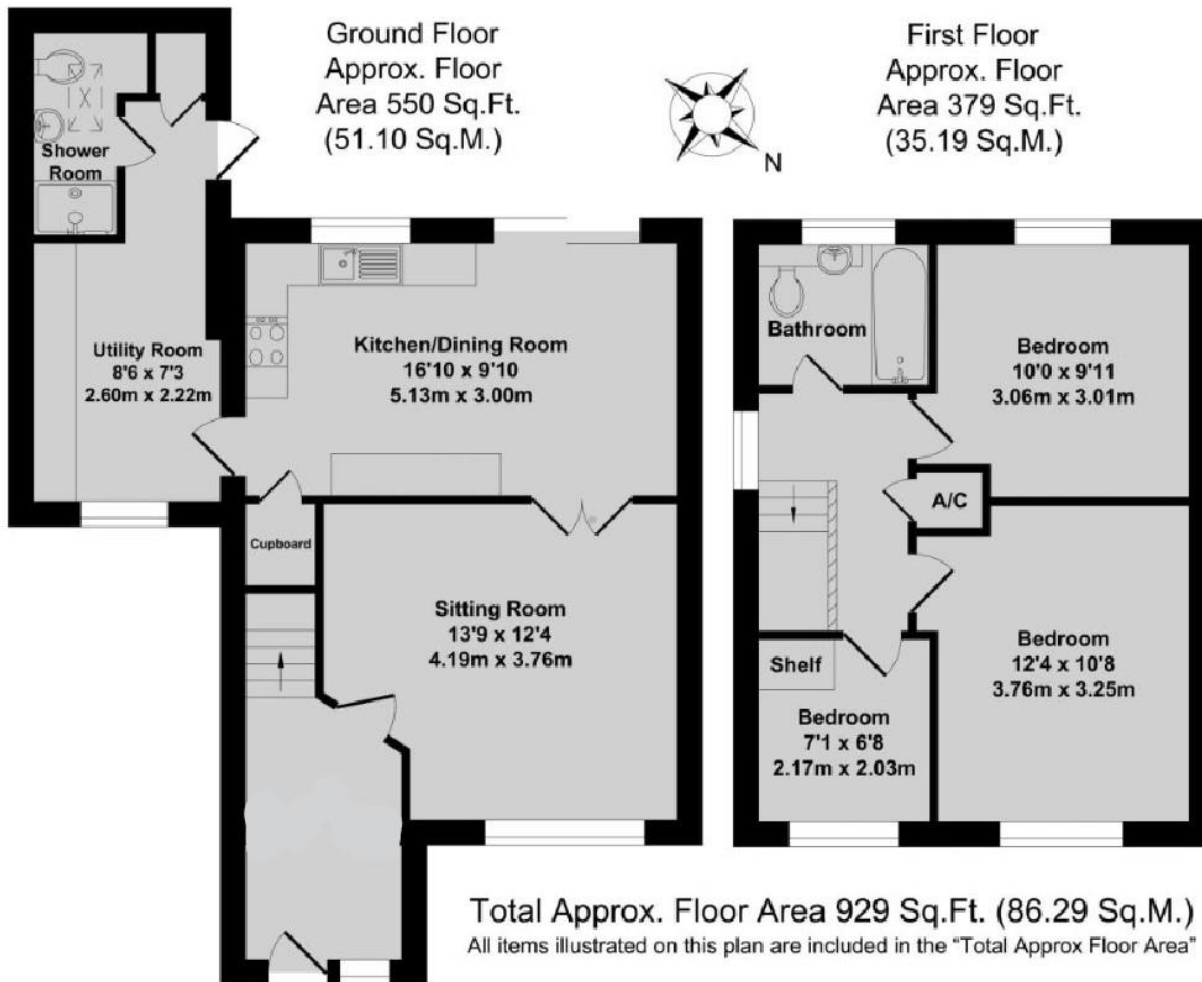 Ground Floor
Approx. Floor
Area 550 Sq.Ft.
(51.10 Sq.M.)
N
First Floor
Approx. Floor
Area 379 Sq.Ft.
(35.19 Sq.M.)
Shower
Room
Utility Room
8'6 x 7'3
2.60m x 2.22m
Kitchen/Dining Room
16'10 x 9'10
5.13m x 3.00m
Cupboard
Sitting Room
13'9 x 12'4
4.19m x 3.76m
Bathroom
Bedroom
10'0 x 9'11
3.06m x 3.01m
A/C
Bedroom
12'4 x 10'8
3.76m x 3.25m
Shelf
Bedroom
7'1 x 6'8
2.17m x 2.03m
Total Approx. Floor Area 929 Sq.Ft. (86.29 Sq.M.)
All items illustrated on this plan are included in the "Total Approx Floor Area"